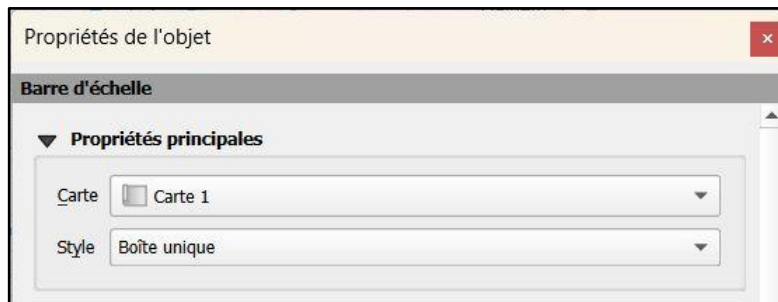 Propriétés de l'objet
Barre d'échelle
Propriétés principales
Carte Carte 1
Style Boîte unique